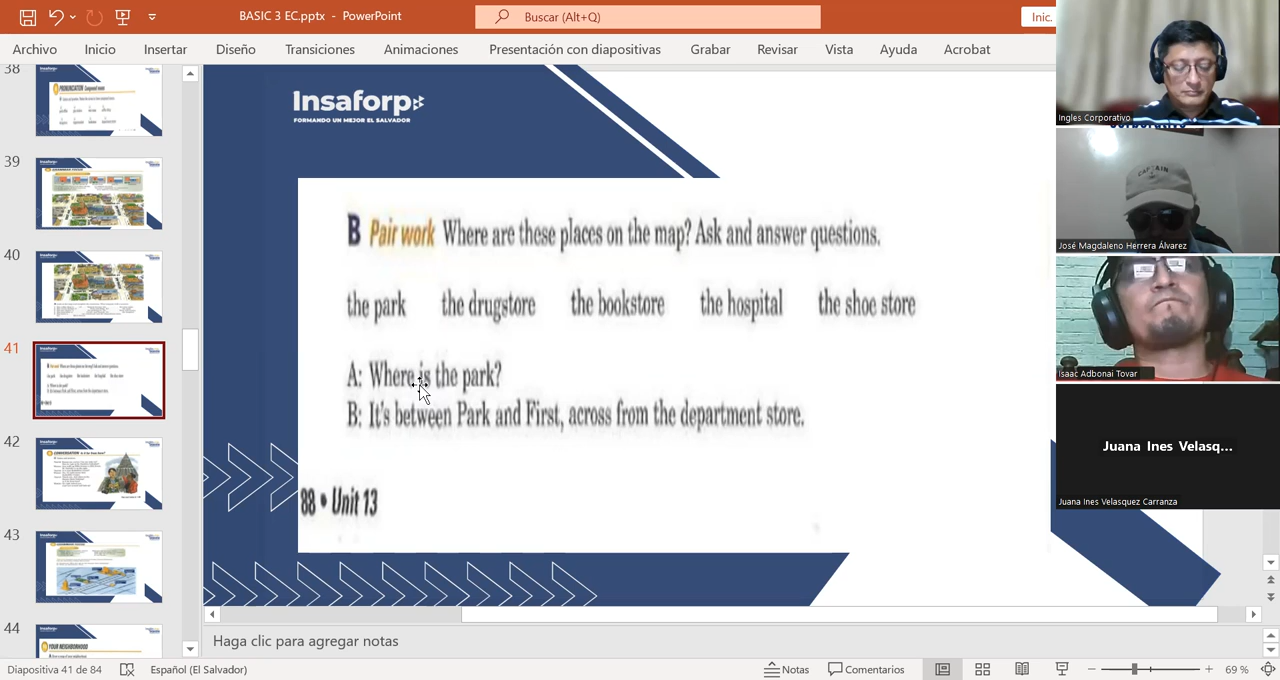 BASIC 3 EC.pptx - PowerPoint
Buscar (Alt+Q)
Inic.
Archivo Inicio Insertar Diseño Transiciones Animaciones Presentación con diapositivas Grabar Revisar Vista Ayuda Acrobat
38
39
40
41
42
43
44
Insaforp
FORMANDO UN MEJOR EL SALVADOR
B Pair work Where are these places on the map? Ask and answer questions.
the park the drugstore the bookstore the hospital the shoe store
A: Where is the park?
B: It's between Park and First, across from the department store.
88 • Unit 13
Ingles Corporativo
CAPTAIN
José Magdaleno Herrera Álvarez
Isaac Adbonai Tovar
Juana Ines Velasq...
Juana Ines Velasquez Carranza
Haga clic para agregar notas
Diapositiva 41 de 84
Español (El Salvador)
Notas
Comentarios
69 %